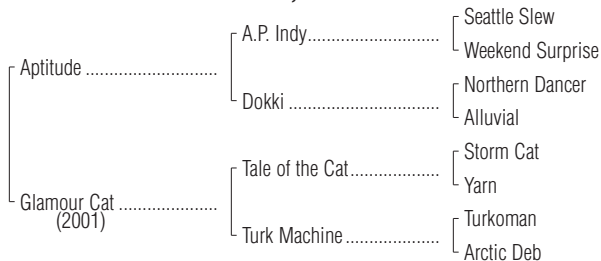 Seattle Slew
A.P. Indy
Weekend Surprise
Aptitude
Northern Dancer
Dokki
Alluvial
Storm Cat
Tale of the Cat
Yarn
Glamour Cat
(2001)
Turkoman
Turk Machine
Arctic Deb